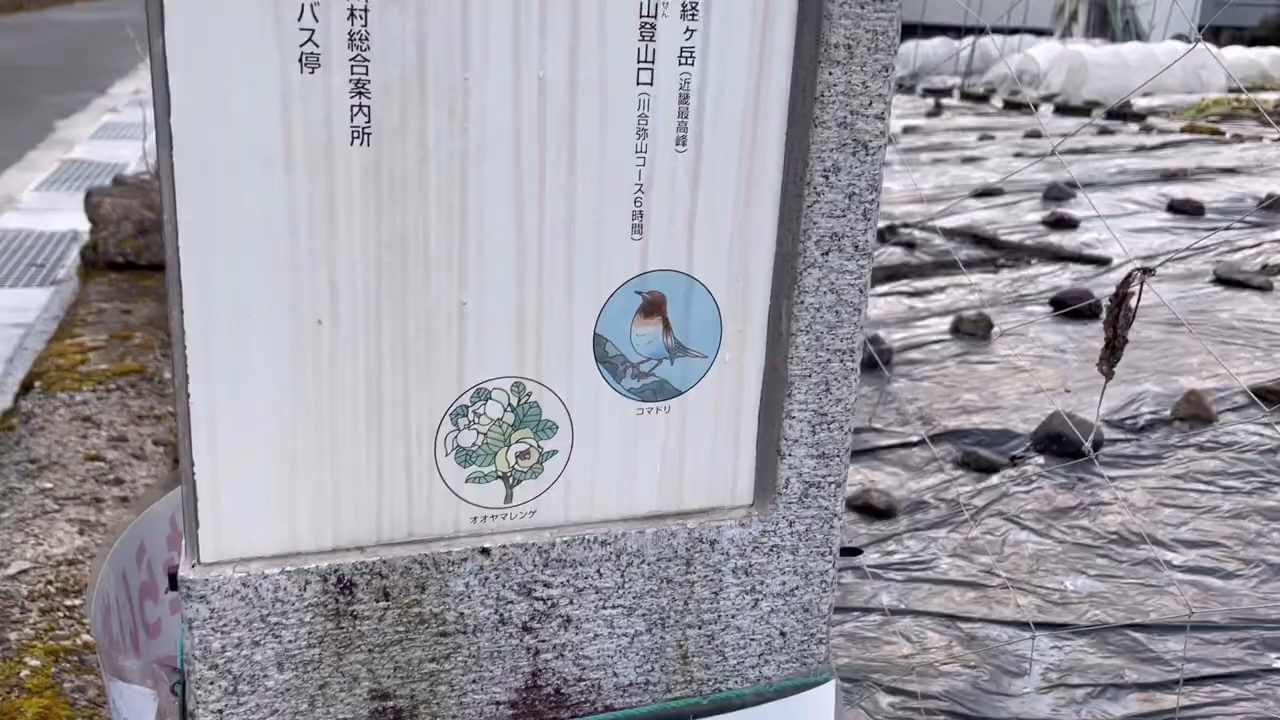 経ヶ岳(近畿最高峰)
せん
山登山口(川合弥山コース6時間)
村総合案内所
バス停
コマドリ
オオヤマレンゲ